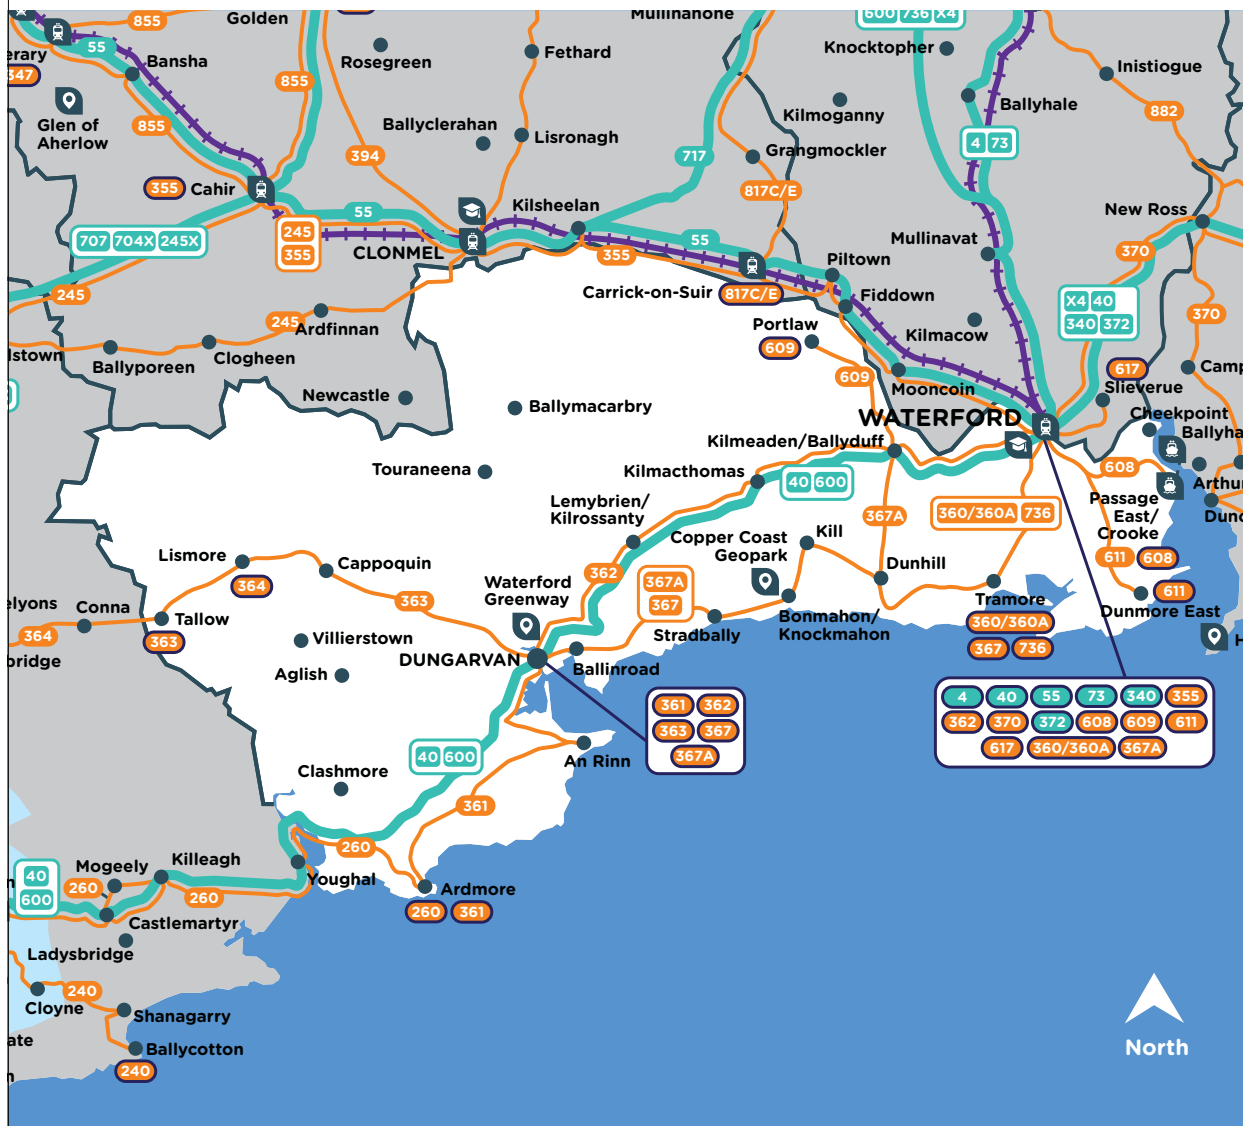 855
Golden
Mullinanone
600 736 X4
Knocktopher
55
Bansha
Rosegreen
Fethard
Inistiogue
erary
347
855
Ballyhale
Glen of
Aherlow
855
Ballyclerahan
Lisronagh
Kilmoganny
882
394
717
Grangmockler
4 73
355
Cahir
817C/E
Kilsheelan
New Ross
55
707 704X 245X
245
355
CLONMEL
355
55
Mullinavat
370
Piltown
245
Carrick-on-Suir
817C/E
Fiddown
X4 40
340 372
370
245
Ardfinnan
Portlaw
609
Kilmacow
lstown
Ballyporeen
Clogheen
609
617
Camp
Newcastle
Mooncoin
Slieverue
Ballymacarbry
WATERFORD
Cheekpoint
Ballyha
Kilmeaden/Ballyduff
Touraneena
Kilmacthomas
40 600
608
Arthur
Lemybrien/
Kilrossanty
367A
360/360A 736
Passage
East/
Crooke
Dunc
Copper Coast
Geopark
Kill
Lismore
364
Cappoquin
Waterford
Greenway
362
367A
367
Dunhill
611
608
elyons
Conna
363
Tramore
611
Dunmore East
364
Tallow
363
Villierstown
Stradbally
Bonmahon/
Knockmahon
360/360A
367 736
H
bridge
DUNGARVAN
Aglish
Ballinroad
361 362
363 367
367A
4 40 55 73 340 355
362 370 372 608 609 611
617 360/360A 367A
40 600
An Rinn
Clashmore
361
260
40
600
Mogeely
Killeagh
260
260
Youghal
Ardmore
260 361
Castlemartyr
Ladysbridge
240
Cloyne
Shanagarry
ate
Ballycotton
240
North